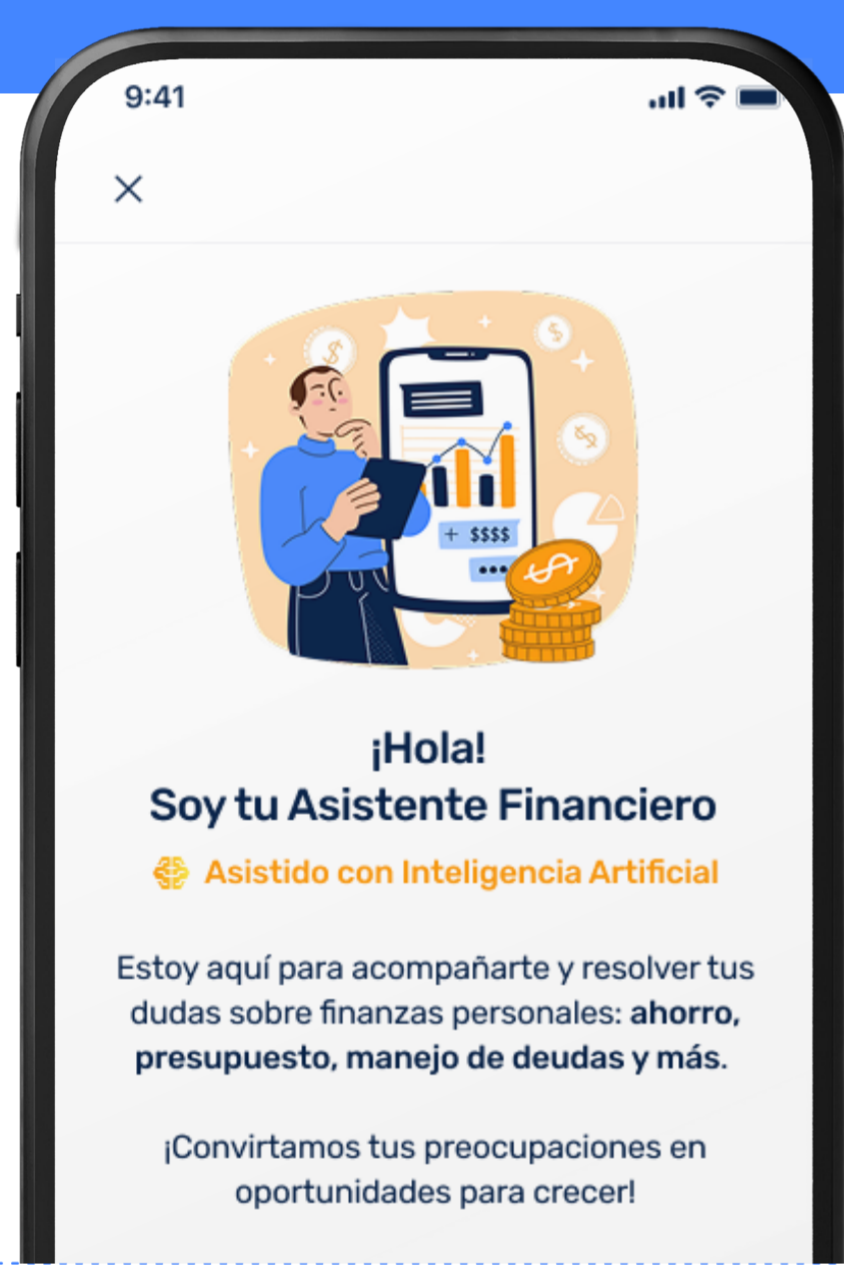 9:41
$
$
$
+ $$$$
$
¡Hola!
Soy tu Asistente Financiero
Asistido con Inteligencia Artificial
Estoy aquí para acompañarte y resolver tus
dudas sobre finanzas personales: ahorro,
presupuesto, manejo de deudas y más.
¡Convirtamos tus preocupaciones en
oportunidades para crecer!